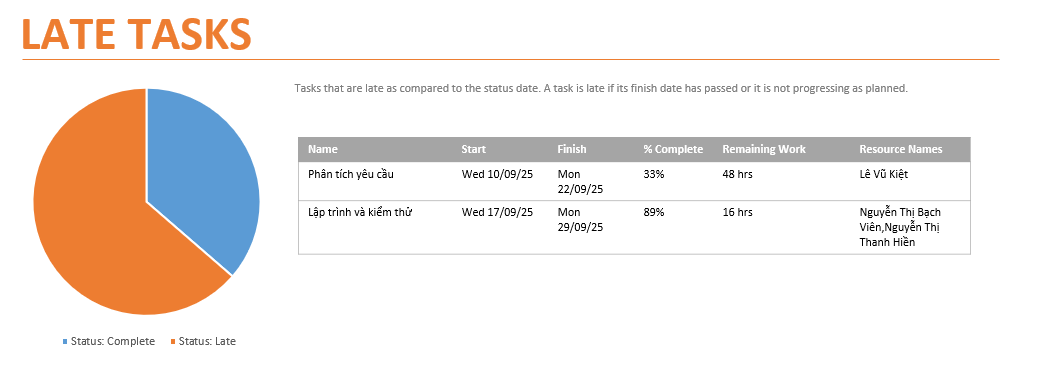 LATE TASKS
Tasks that are late as compared to the status date. A task is late if its finish date has passed or it is not progressing as planned.
Name Start Finish % Complete Remaining Work Resource Names
Phân tích yêu cầu Wed 10/09/25 Mon 33% 48 hrs Lê Vũ Kiệt
22/09/25
Lập trình và kiểm thử Wed 17/09/25 Mon 89% 16 hrs Nguyễn Thị Bạch
29/09/25 Viên,Nguyễn Thị
Thanh Hiền
Status: Complete Status: Late